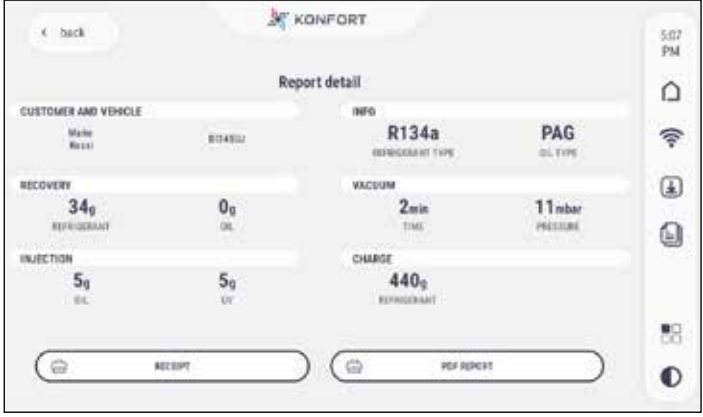 KONFORT
< back
5:07
PM
Report detail
CUSTOMER AND VEHICLE
INFO
Rossi
R134a
PAG
REFRIGERANT TYPE
OIL TYPE
RECOVERY
VACUUM
34g
0g
2min
11mbar
REFRIGERANT
OIL
TIME
PRESSURE
INJECTION
CHARGE
5g
5g
440g
OIL
UV
REFRIGERANT
RECEIPT
PDF REPORT